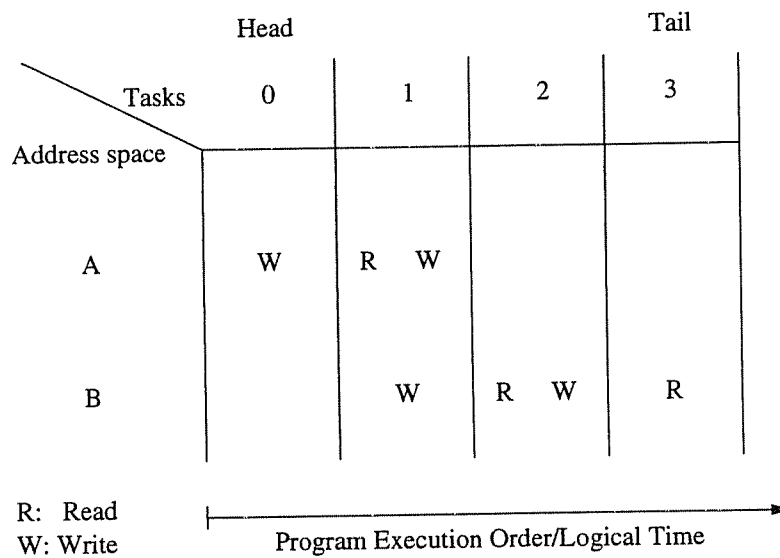 Head Tail
Tasks 0 1 2 3
Address space
A W R W
B W R W R
R: Read
W: Write Program Execution Order/Logical Time